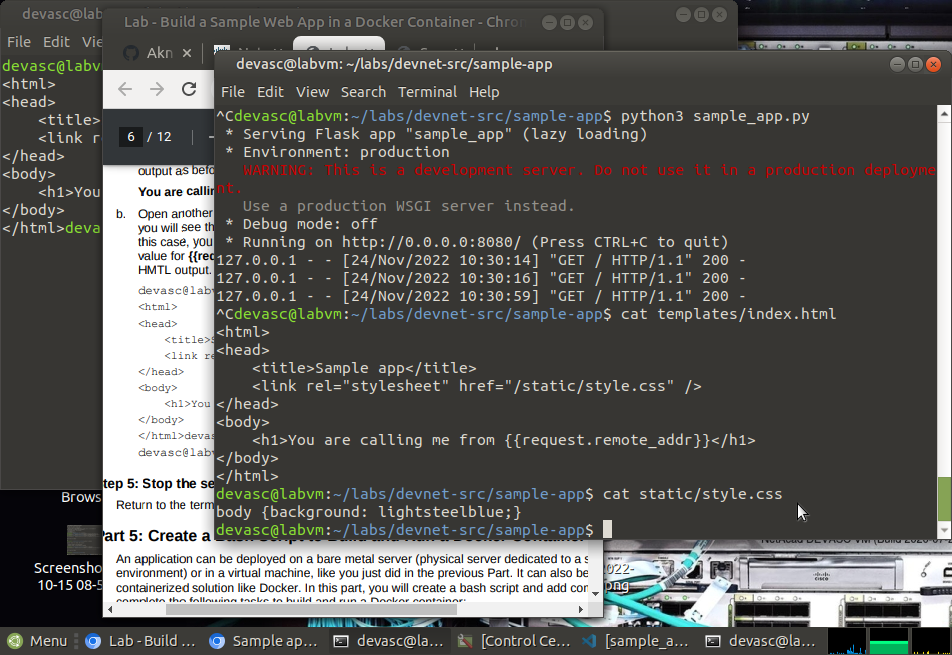 devasc@labv
Lab - Build a Sample Web App in a Docker Container - Chrom
File Edit Vie
devasc@labv
<html>
<head>
<title>
<link r
</head>
<body>
<h1>You
</body>
</html>deva
Akn
6 / 12
output as befo
You are callin
b. Open another
you will see th
this case, you
value for {{req
HMTL output.
devasc@labv
<html>
<head>
<title>S
<link re
</head>
<body>
<h1>You
</body>
</html>devas
devasc@labv
tep 5: Stop the se
Return to the term
Part 5: Create a
An application can be deployed on a bare metal server (physical server dedicated to a s
environment) or in a virtual machine, like you just did in the previous Part. It can also be
containerized solution like Docker. In this part, you will create a bash script and add con
complete the following tasks to build and run a Docker container:
devasc@labvm: ~/labs/devnet-src/sample-app
File Edit View Search Terminal Help
^Cdevasc@labvm:~/labs/devnet-src/sample-app$ python3 sample_app.py
* Serving Flask app "sample_app" (lazy loading)
* Environment: production
WARNING: This is a development server. Do not use it in a production deployme
nt.
Use a production WSGI server instead.
* Debug mode: off
* Running on http://0.0.0.0:8080/ (Press CTRL+C to quit)
127.0.0.1 - - [24/Nov/2022 10:30:14] "GET / HTTP/1.1" 200 -
127.0.0.1 - - [24/Nov/2022 10:30:16] "GET / HTTP/1.1" 200 -
127.0.0.1 - - [24/Nov/2022 10:30:59] "GET / HTTP/1.1" 200 -
^Cdevasc@labvm:~/labs/devnet-src/sample-app$ cat templates/index.html
<html>
<head>
<title>Sample app</title>
<link rel="stylesheet" href="/static/style.css" />
</head>
<body>
<h1>You are calling me from {{request.remote_addr}}</h1>
</body>
</html>
devasc@labvm:~/labs/devnet-src/sample-app$ cat static/style.css
body {background: lightsteelblue;}
devasc@labvm:~/labs/devnet-src/sample-app$
Brows
Screensho
10-15 08-5
2022-
png
CISCO
Menu
Lab - Build ...
Sample ap...
devasc@la...
[Control Ce...
[sample_a...
devasc@la...